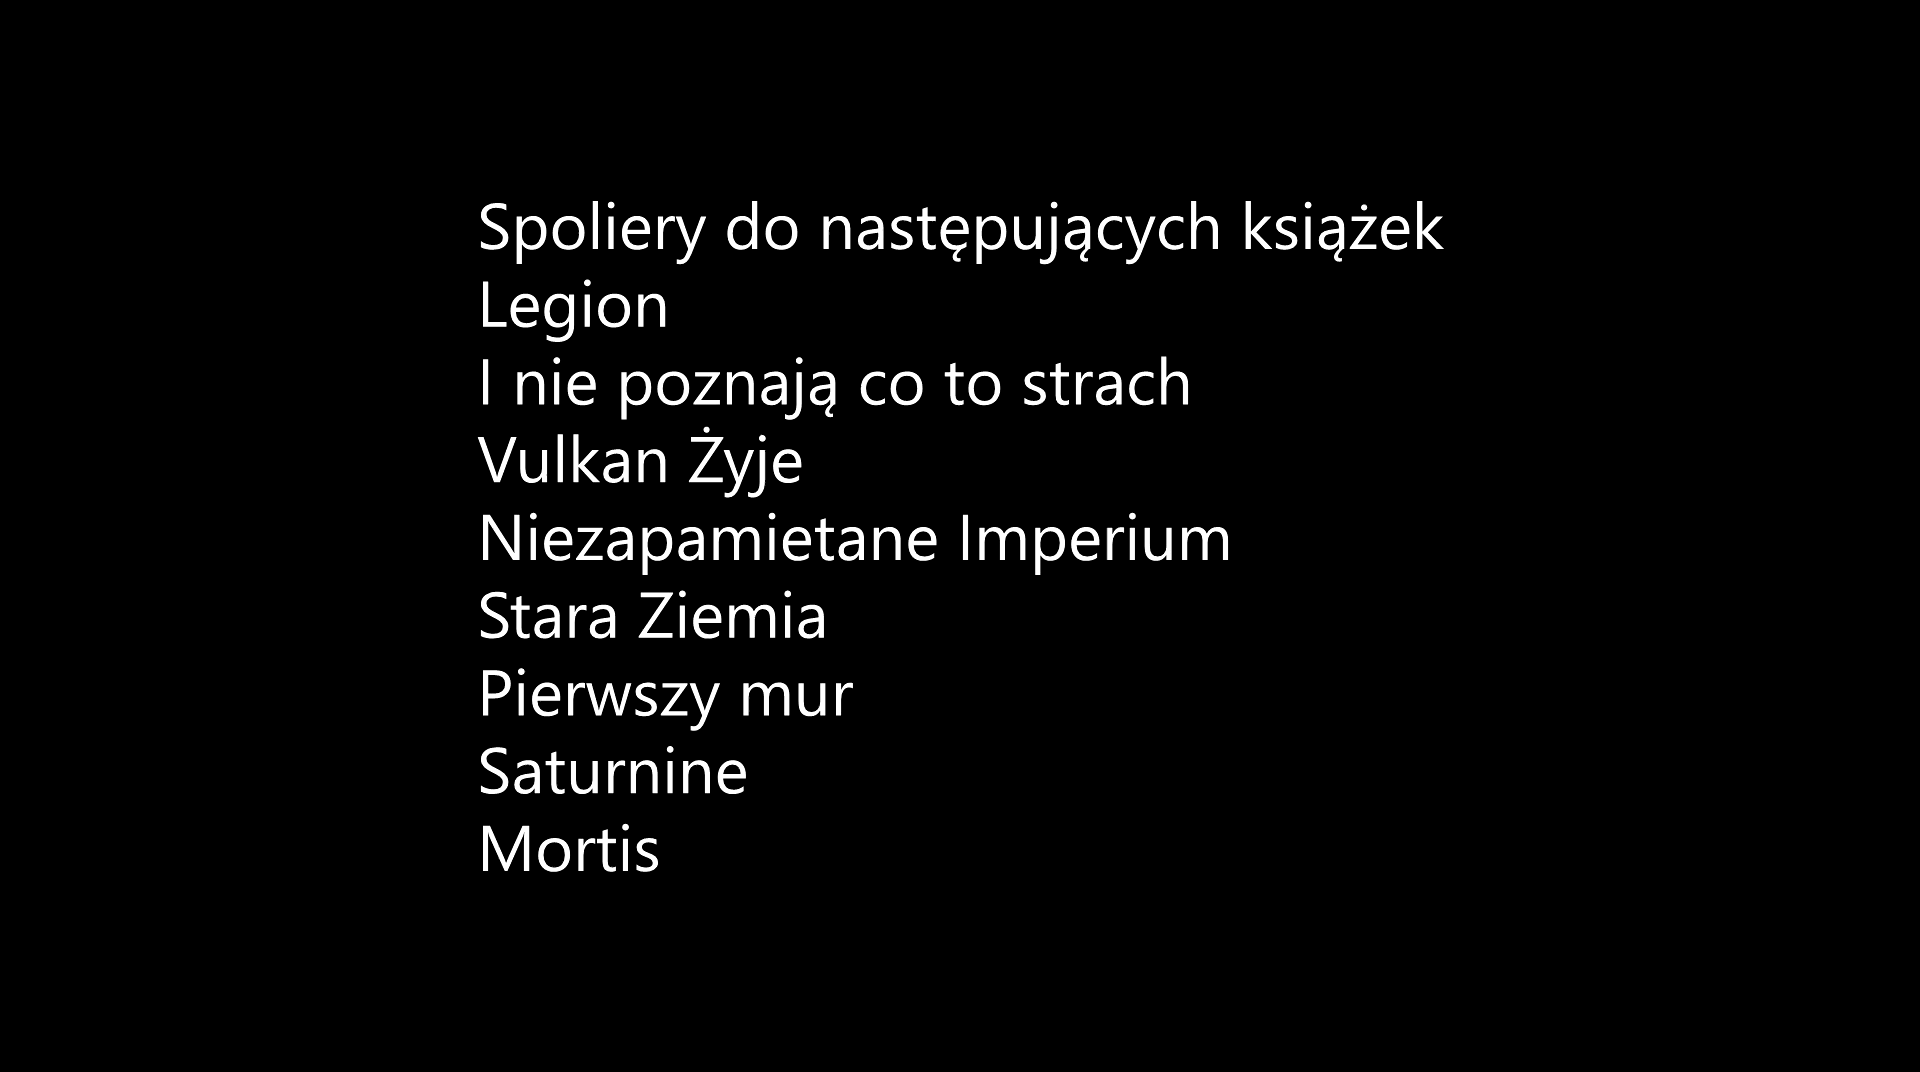 Spoliery do następujących książek
Legion
I nie poznają co to strach
Vulkan Żyje
Niezapamietane Imperium
Stara Ziemia
Pierwszy mur
Saturnine
Mortis